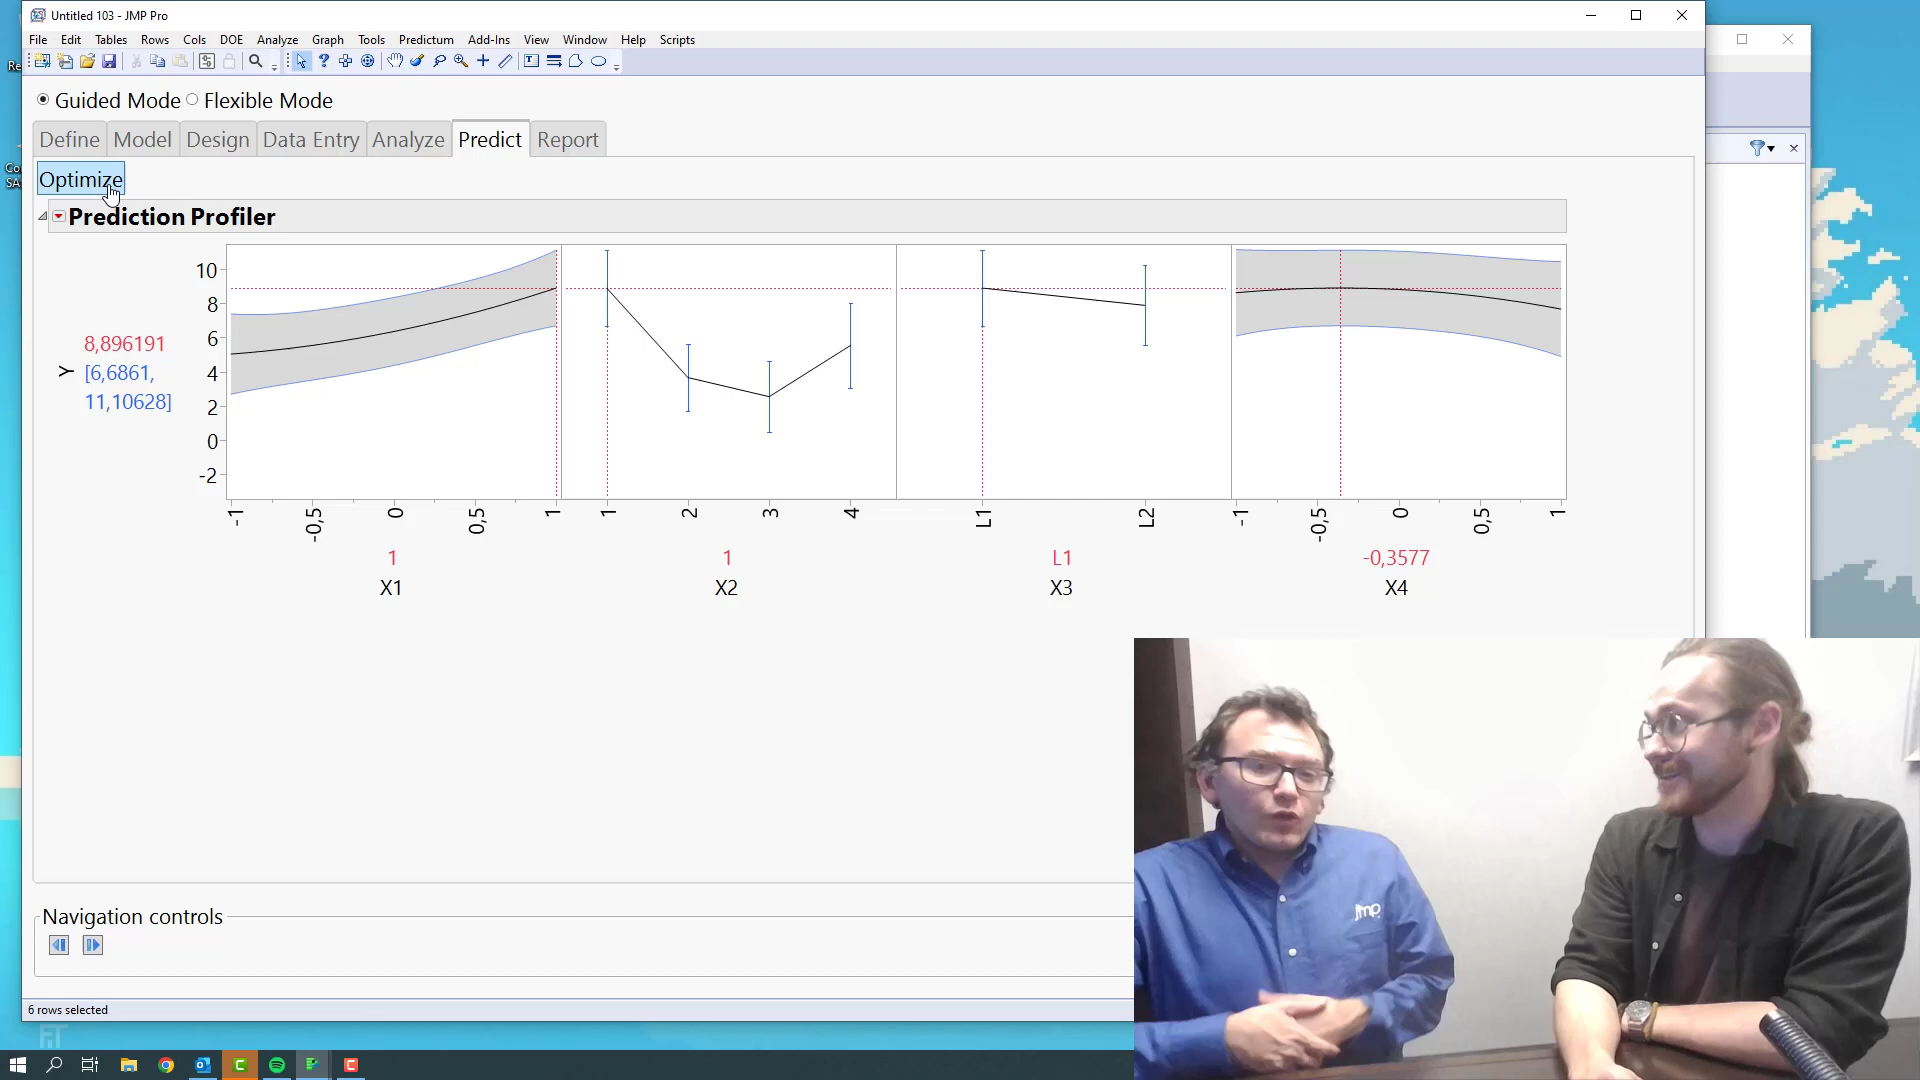 Untitled 103 - JMP Pro
File Edit Tables Rows Cols DOE Analyze Graph Tools Predictum Add-Ins View Window Help Scripts
Guided Mode Flexible Mode
Define Model Design Data Entry Analyze Predict Report
Optimize
Prediction Profiler
Y
8,896191
[6,6861,
11,10628]
10
8
6
4
2
0
-2
-1 -0,5 0 0,5 1
1 2 3 4
L1 L2
-1 -0,5 0 0,5 1
1 1 L1 -0,3577
X1 X2 X3 X4
Navigation controls
6 rows selected
jmp
Re
Co
SA